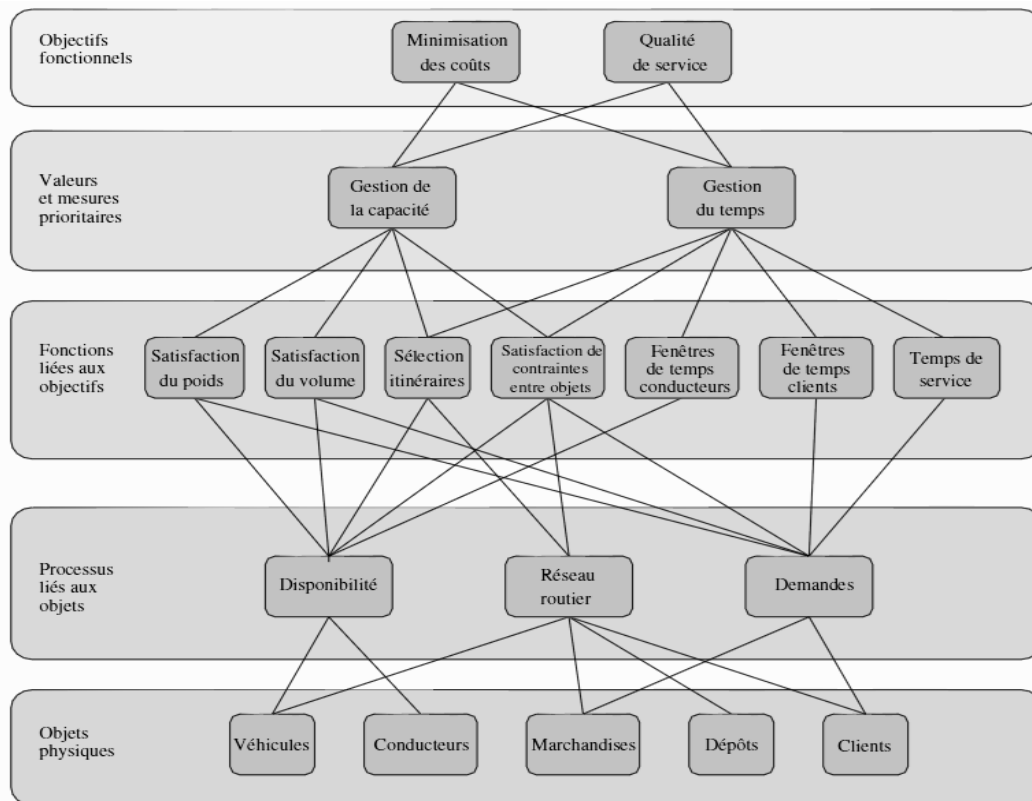 Objectifs
fonctionnels
Minimisation
des coûts
Qualité
de service
Valeurs
et mesures
prioritaires
Gestion de
la capacité
Gestion
du temps
Fonctions
liées aux
objectifs
Satisfaction
du poids
Satisfaction
du volume
Sélection
itinéraires
Satisfaction de
contraintes
entre objets
Fenêtres
de temps
conducteurs
Fenêtres
de temps
clients
Temps de
service
Processus
liés aux
objets
Disponibilité
Réseau
routier
Demandes
Objets
physiques
Véhicules
Conducteurs
Marchandises
Dépôts
Clients